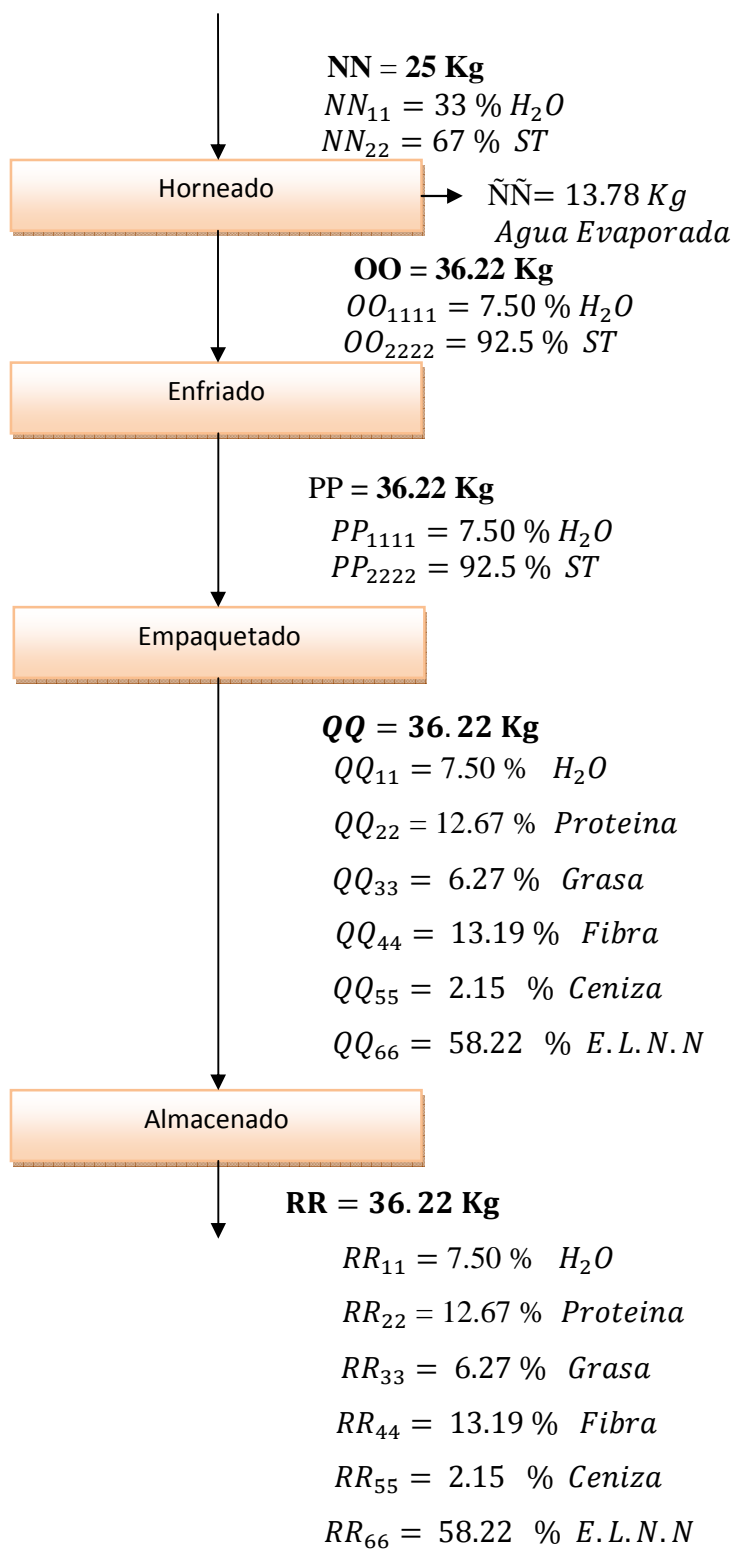 NN = 25 Kg
NN₁₁ = 33 % H₂O
NN₂₂ = 67 % ST
Horneado
ÑÑ= 13.78 Kg
Agua Evaporada
OO = 36.22 Kg
OO₁₁₁₁ = 7.50 % H₂O
OO₂₂₂₂ = 92.5 % ST
Enfriado
PP = 36.22 Kg
PP₁₁₁₁ = 7.50 % H₂O
PP₂₂₂₂ = 92.5 % ST
Empaquetado
QQ = 36.22 Kg
QQ₁₁ = 7.50 % H₂O
QQ₂₂ = 12.67 % Proteina
QQ₃₃ = 6.27 % Grasa
QQ₄₄ = 13.19 % Fibra
QQ₅₅ = 2.15 % Ceniza
QQ₆₆ = 58.22 % E.L.N.N
Almacenado
RR = 36.22 Kg
RR₁₁ = 7.50 % H₂O
RR₂₂ = 12.67 % Proteina
RR₃₃ = 6.27 % Grasa
RR₄₄ = 13.19 % Fibra
RR₅₅ = 2.15 % Ceniza
RR₆₆ = 58.22 % E.L.N.N